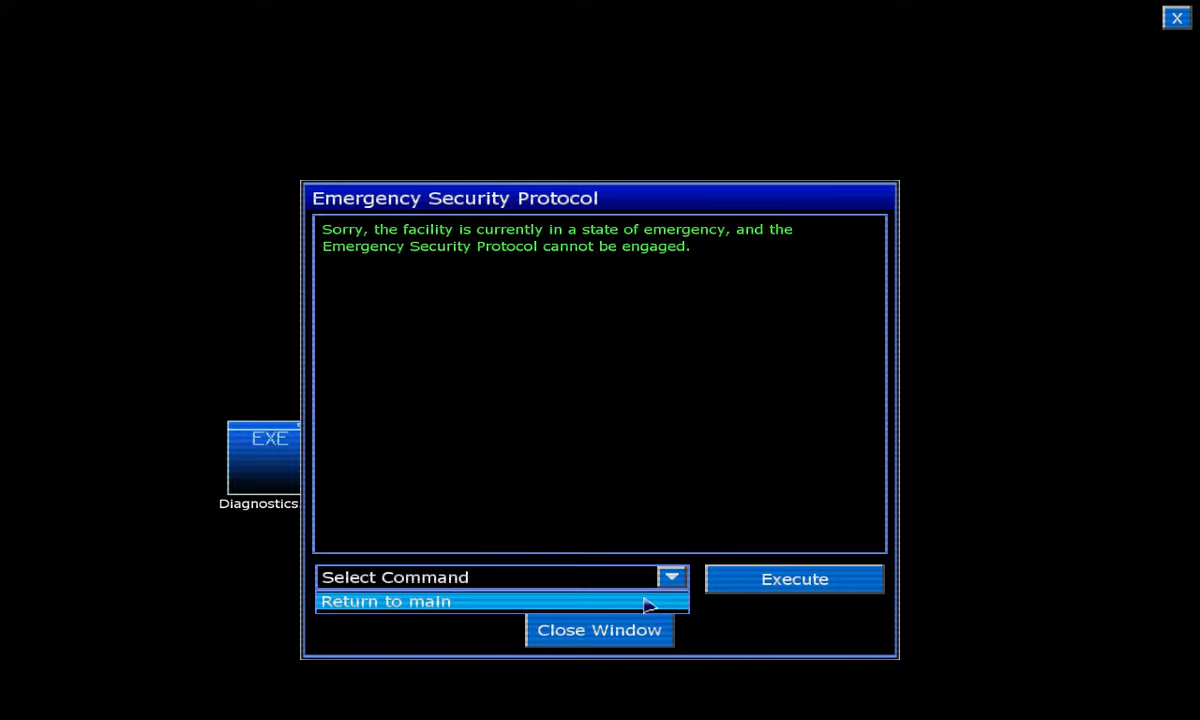 X
Emergency Security Protocol
Sorry, the facility is currently in a state of emergency, and the
Emergency Security Protocol cannot be engaged.
EXE
Diagnostics.
Select Command
Execute
Return to main
Close Window